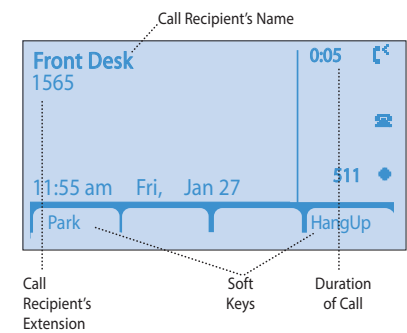 Call Recipient's Name
Front Desk
0:05
1565
511
11:55 am Fri, Jan 27
Park
HangUp
Call
Recipient's
Extension
Soft
Keys
Duration
of Call